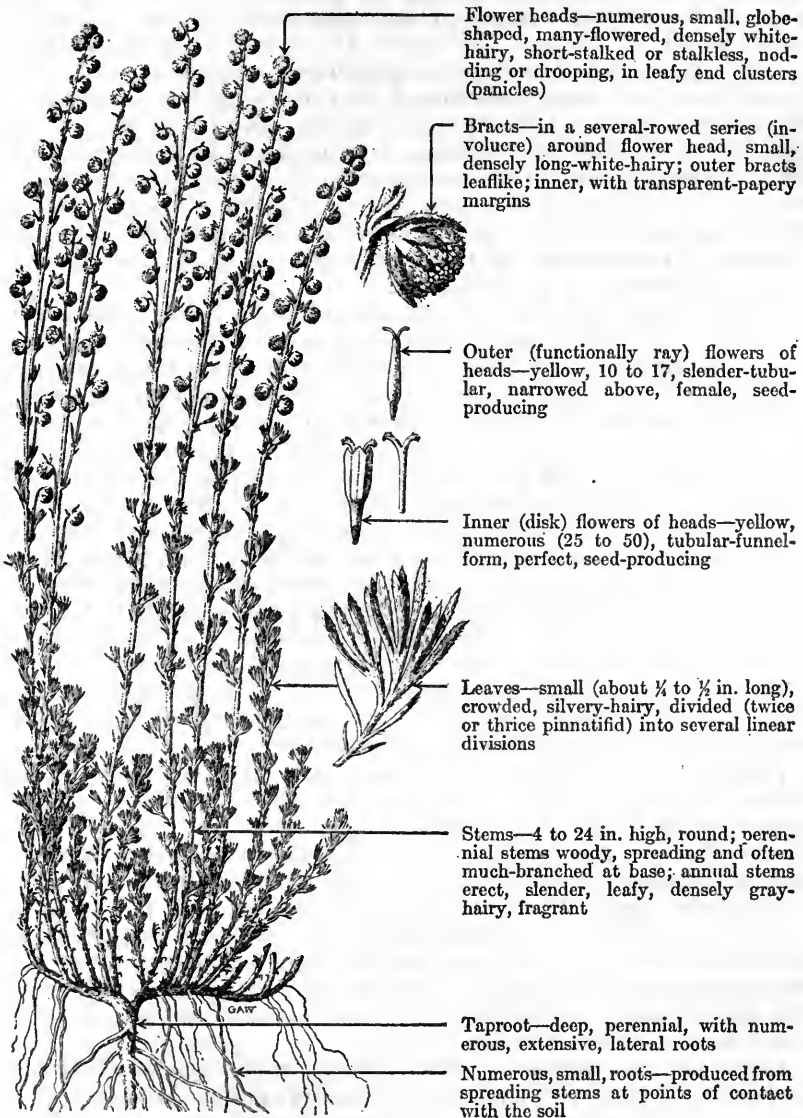 Flower heads—numerous, small, globe-
shaped, many-flowered, densely white-
hairy, short-stalked or stalkless, nod-
ding or drooping, in leafy end clusters
(panicles)
Bracts—in a several-rowed series (in-
volucre) around flower head, small,
densely long-white-hairy; outer bracts
leaflike; inner, with transparent-papery
margins
Outer (functionally ray) flowers of
heads—yellow, 10 to 17, slender-tubu-
lar, narrowed above, female, seed-
producing
Inner (disk) flowers of heads—yellow,
numerous (25 to 50), tubular-funnel-
form, perfect, seed-producing
Leaves—small (about ¼ to ½ in. long),
crowded, silvery-hairy, divided (twice
or thrice pinnatifid) into several linear
divisions
Stems—4 to 24 in. high, round; peren-
nial stems woody, spreading and often
much-branched at base; annual stems
erect, slender, leafy, densely gray-
hairy, fragrant
GAW
Taproot—deep, perennial, with num-
erous, extensive, lateral roots
Numerous, small, roots—produced from
spreading stems at points of contact
with the soil